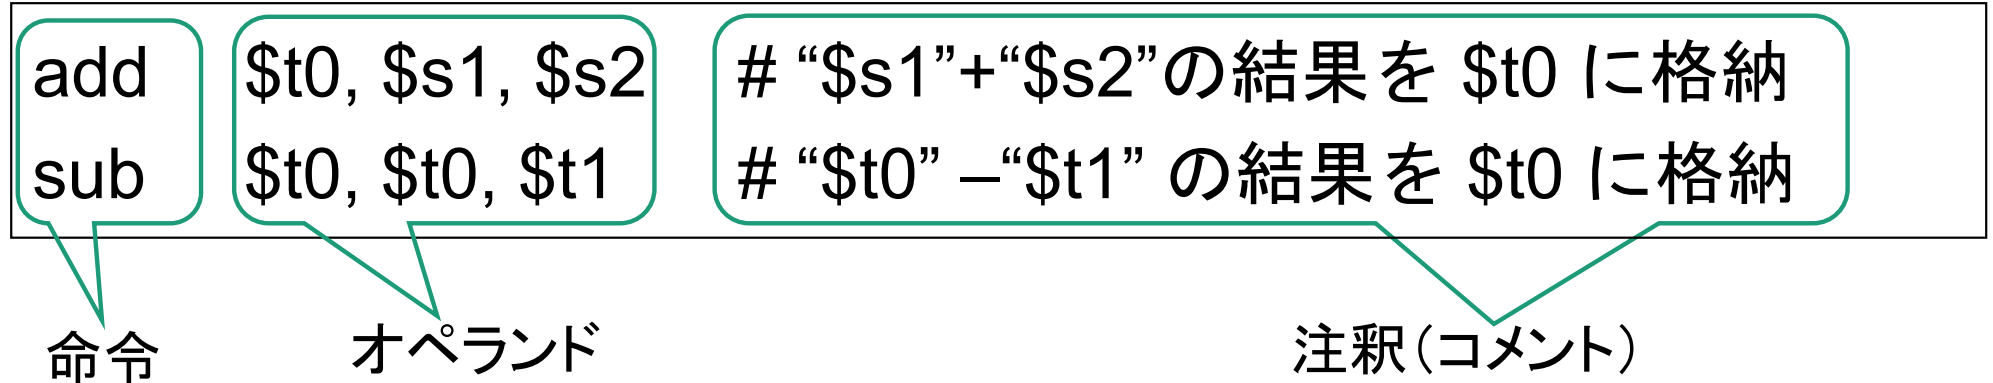 add $t0, $s1, $s2 # “$s1”+“$s2”の結果を $t0 に格納
sub $t0, $t0, $t1 # “$t0” –“$t1” の結果を $t0 に格納
命令 オペランド 注釈(コメント)